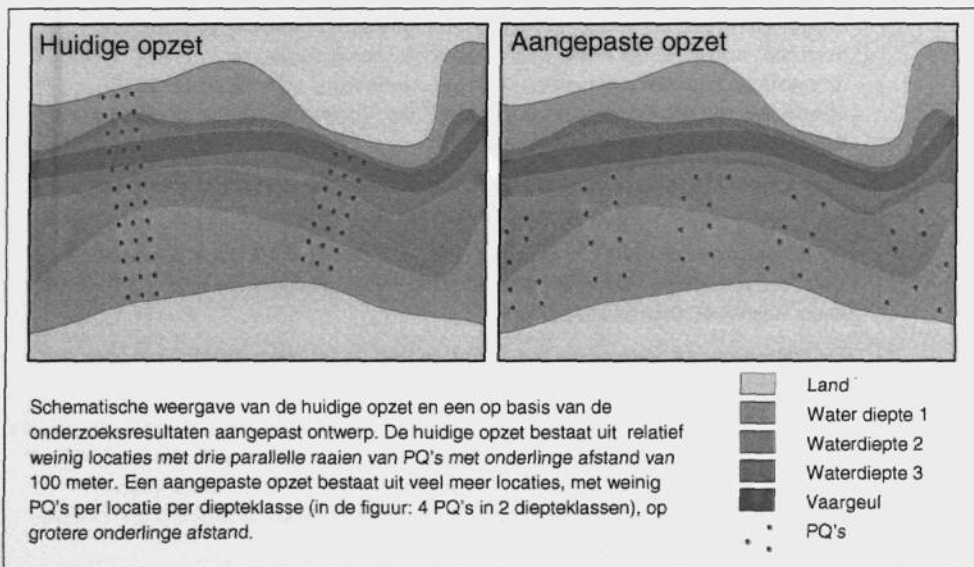 Huidige opzet
Aangepaste opzet
Schematische weergave van de huidige opzet en een op basis van de
onderzoeksresultaten aangepast ontwerp. De huidige opzet bestaat uit relatief
weinig locaties met drie parallelle raaien van PQ's met onderlinge afstand van
100 meter. Een aangepaste opzet bestaat uit veel meer locaties, met weinig
PQ's per locatie per diepteklasse (in de figuur: 4 PQ's in 2 diepteklassen), op
grotere onderlinge afstand.
Land
Water diepte 1
Waterdiepte 2
Waterdiepte 3
Vaargeul
PQ's